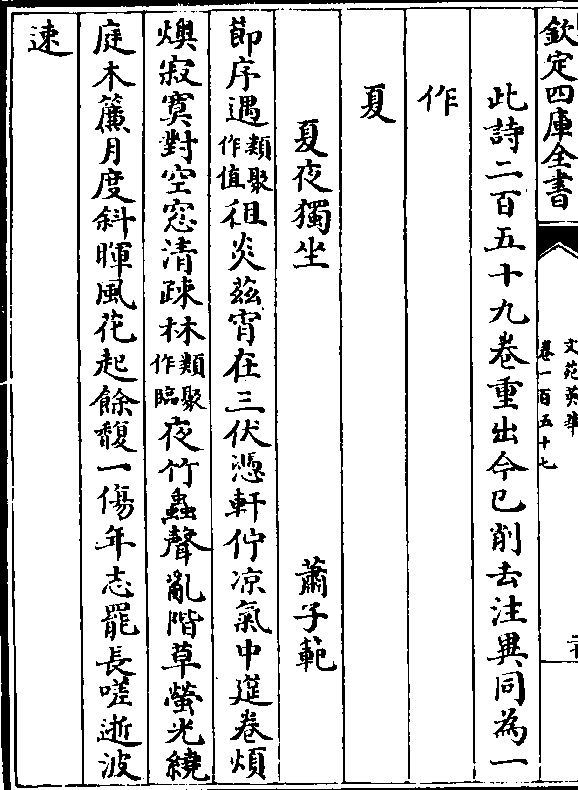 欽定四庫全書
文苑英華
卷一百五十七
此詩二百五十九卷重出今已削去注異同為一
作
夏
夏夜獨坐 蕭子範
節序遇類聚作值徂炎兹宵在三伏憑軒佇凉氣中筵卷煩
燠寂寞對空窓清疎林類聚作臨夜竹蟲聲亂階草螢光繞
庭木簾月度斜暉風花起餘馥一傷年志罷長嗟逝波
速